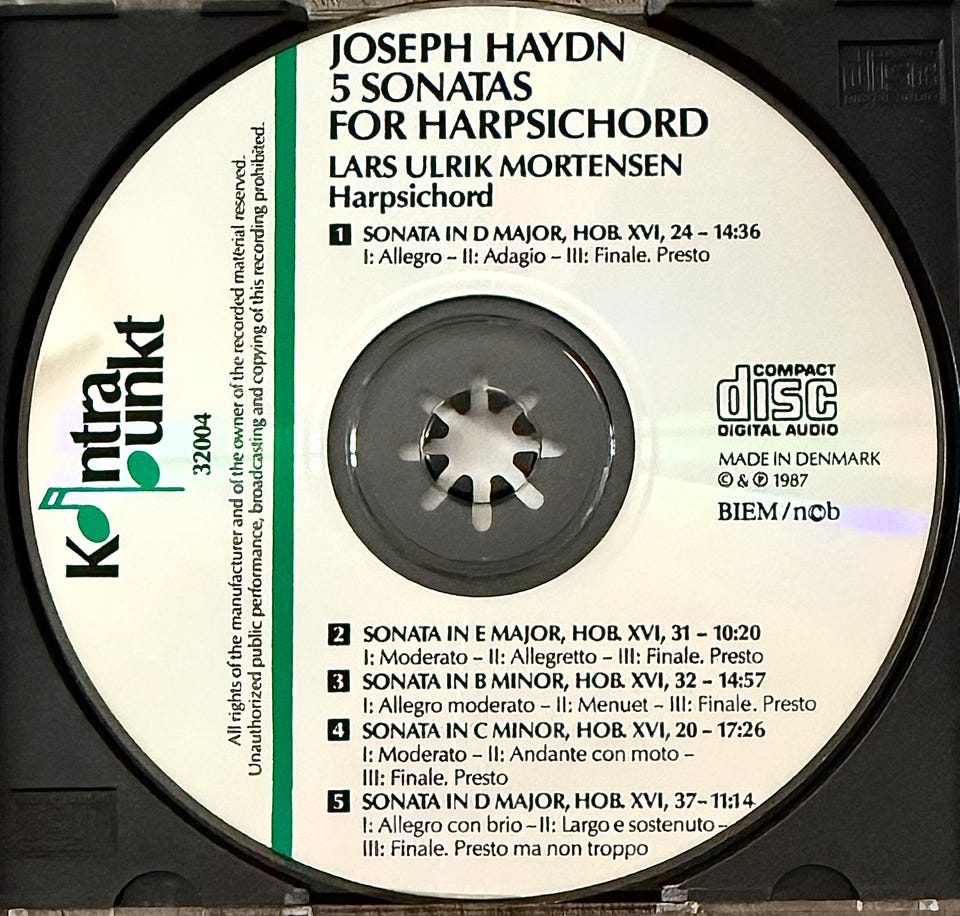 JOSEPH HAYDN
5 SONATAS
FOR HARPSICHORD
LARS ULRIK MORTENSEN
Harpsichord
1 SONATA IN D MAJOR, HOB. XVI, 24 – 14:36
I: Allegro – II: Adagio – III: Finale. Presto
Kontra
punkt
32004
All rights of the manufacturer and of the owner of the recorded material reserved.
Unauthorized public performance, broadcasting and copying of this recording prohibited.
COMPACT
disc
DIGITAL AUDIO
MADE IN DENMARK
© & ℗ 1987
BIEM / n©b
2 SONATA IN E MAJOR, HOB. XVI, 31 – 10:20
I: Moderato – II: Allegretto – III: Finale. Presto
3 SONATA IN B MINOR, HOB. XVI, 32 – 14:57
I: Allegro moderato – II: Menuet – III: Finale. Presto
4 SONATA IN C MINOR, HOB. XVI, 20 – 17:26
I: Moderato – II: Andante con moto –
III: Finale. Presto
5 SONATA IN D MAJOR, HOB. XVI, 37 – 11:14
I: Allegro con brio – II: Largo e sostenuto –
III: Finale. Presto ma non troppo